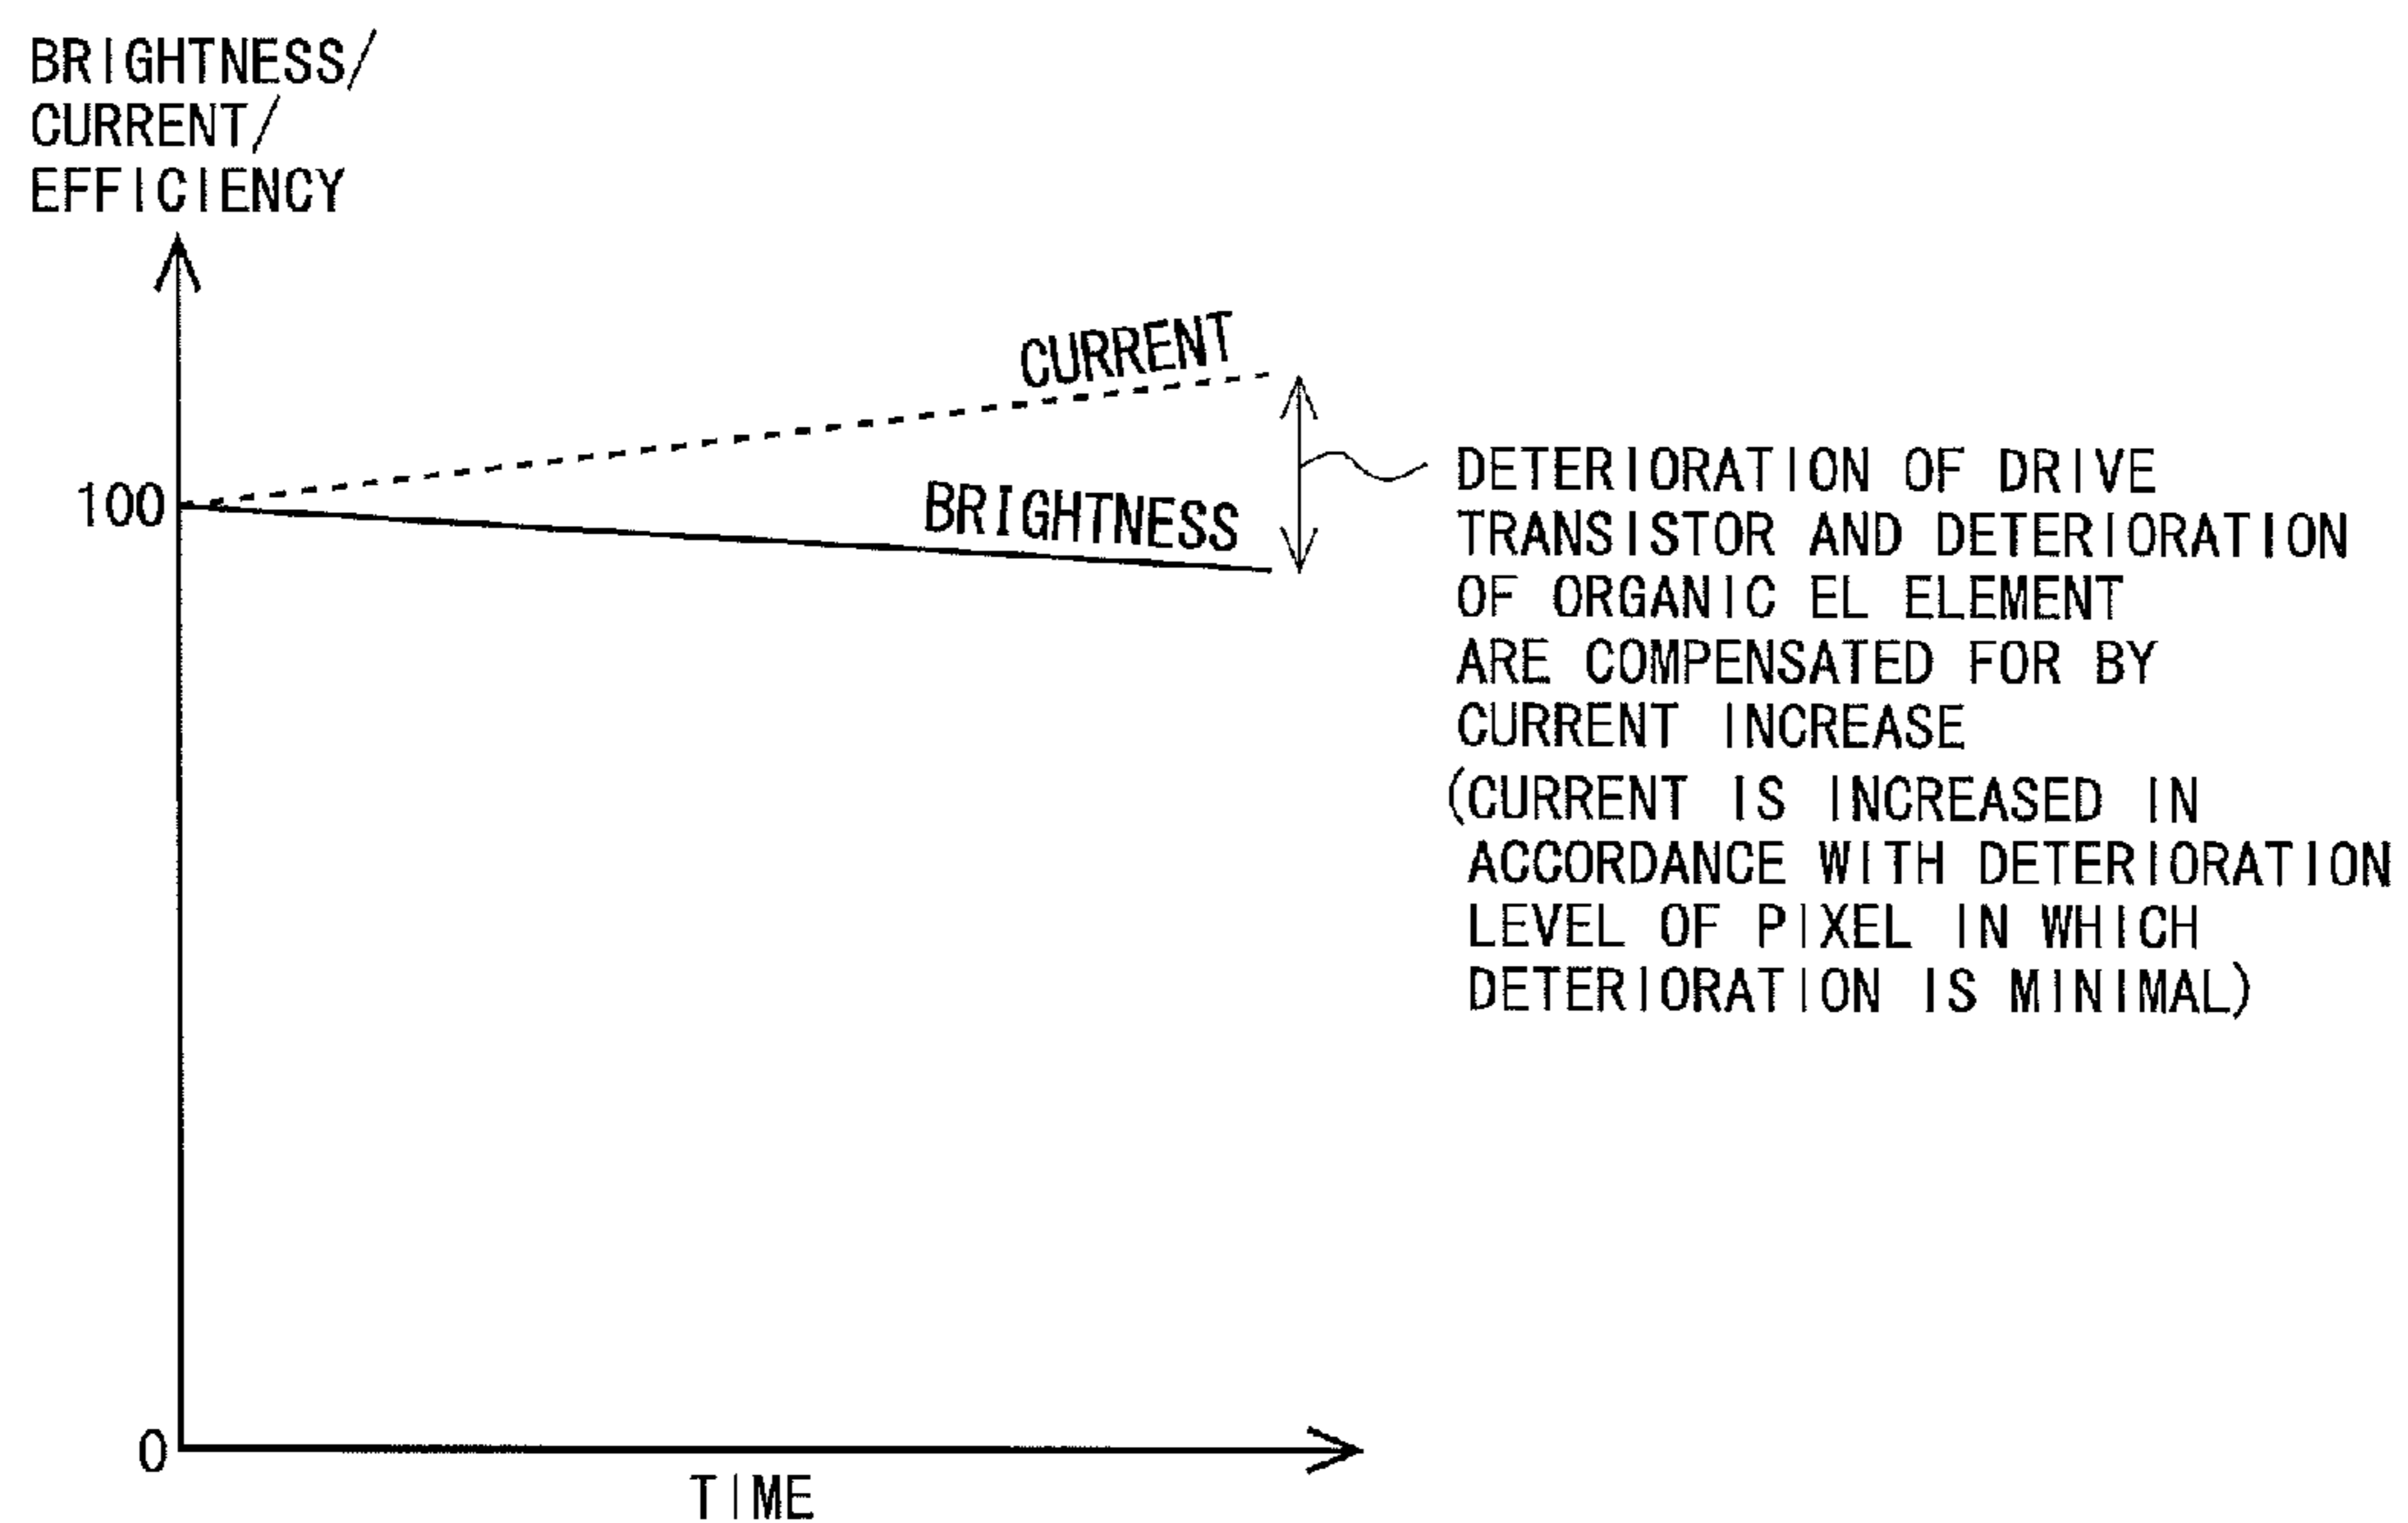 BRIGHTNESS/
CURRENT/
EFFICIENCY
CURRENT
100
BRIGHTNESS
DETERIORATION OF DRIVE
TRANSISTOR AND DETERIORATION
OF ORGANIC EL ELEMENT
ARE COMPENSATED FOR BY
CURRENT INCREASE
(CURRENT IS INCREASED IN
ACCORDANCE WITH DETERIORATION
LEVEL OF PIXEL IN WHICH
DETERIORATION IS MINIMAL)
0
TIME